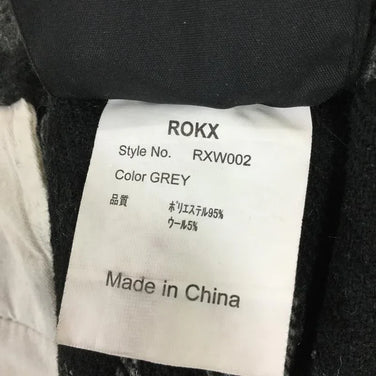 ROKX
Style No. RXW002
Color GREY
品質 ﾎﾟﾘｴｽﾃﾙ95%
ｳｰﾙ5%
Made in China